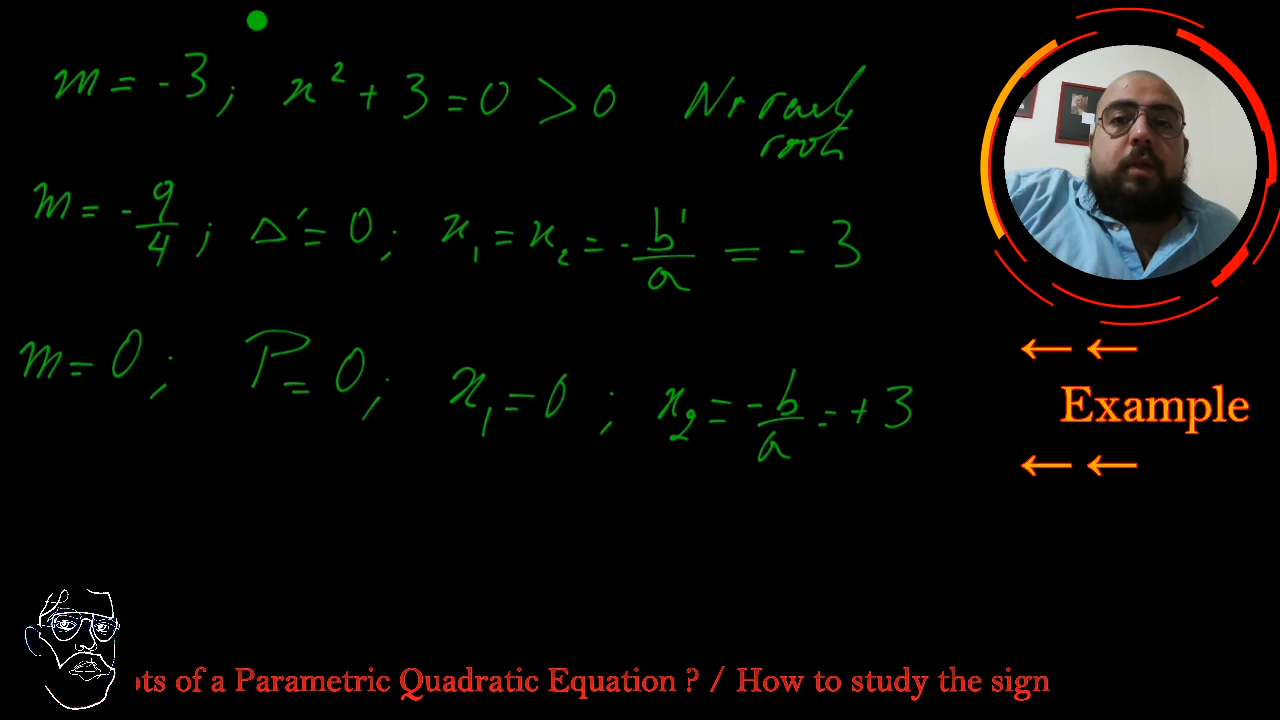 m = -3 ; x² + 3 = 0 > 0 No real
roots
m = -9/4 ; Δ' = 0 ; x₁ = x₂ = -b'/a = -3
m = 0 ; P = 0 ; x₁ = 0 ; x₂ = -b/a = +3
Example
ots of a Parametric Quadratic Equation ? / How to study the sign